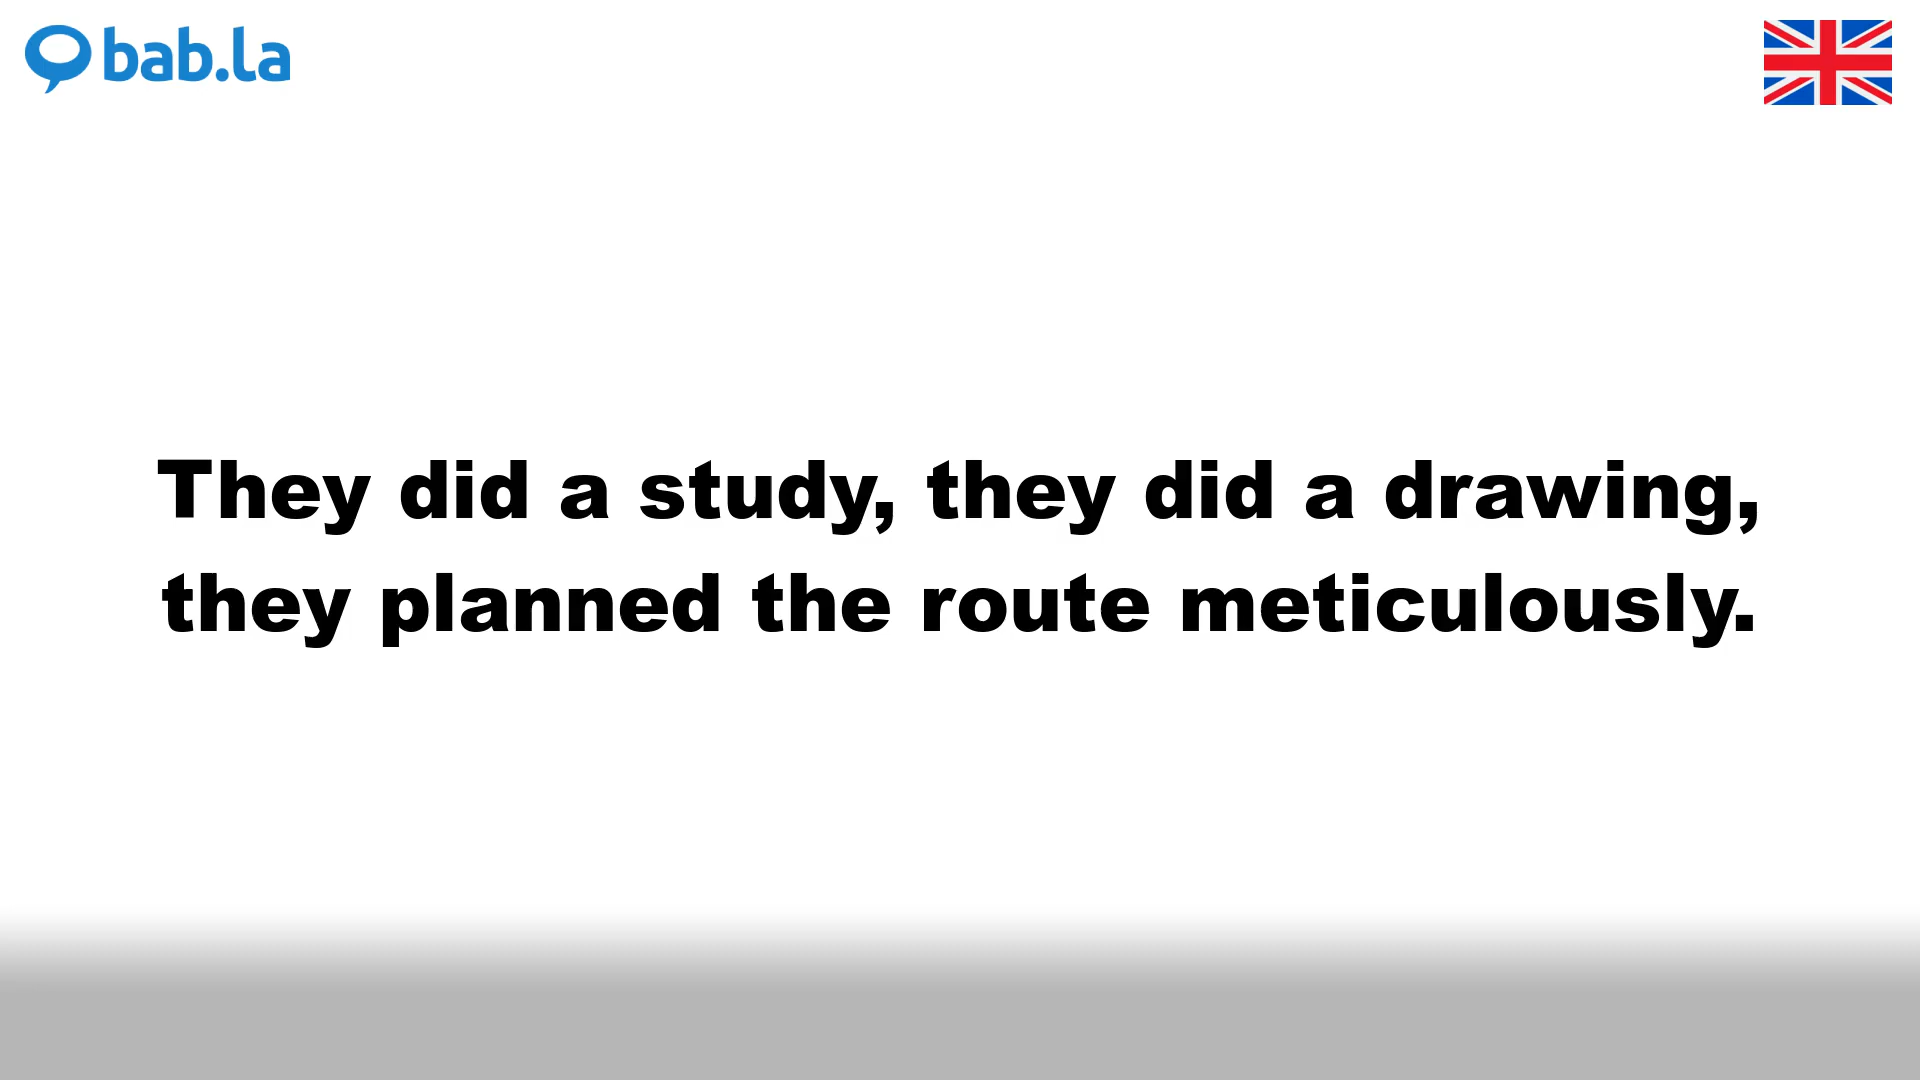 bab.la
They did a study, they did a drawing,
they planned the route meticulously.